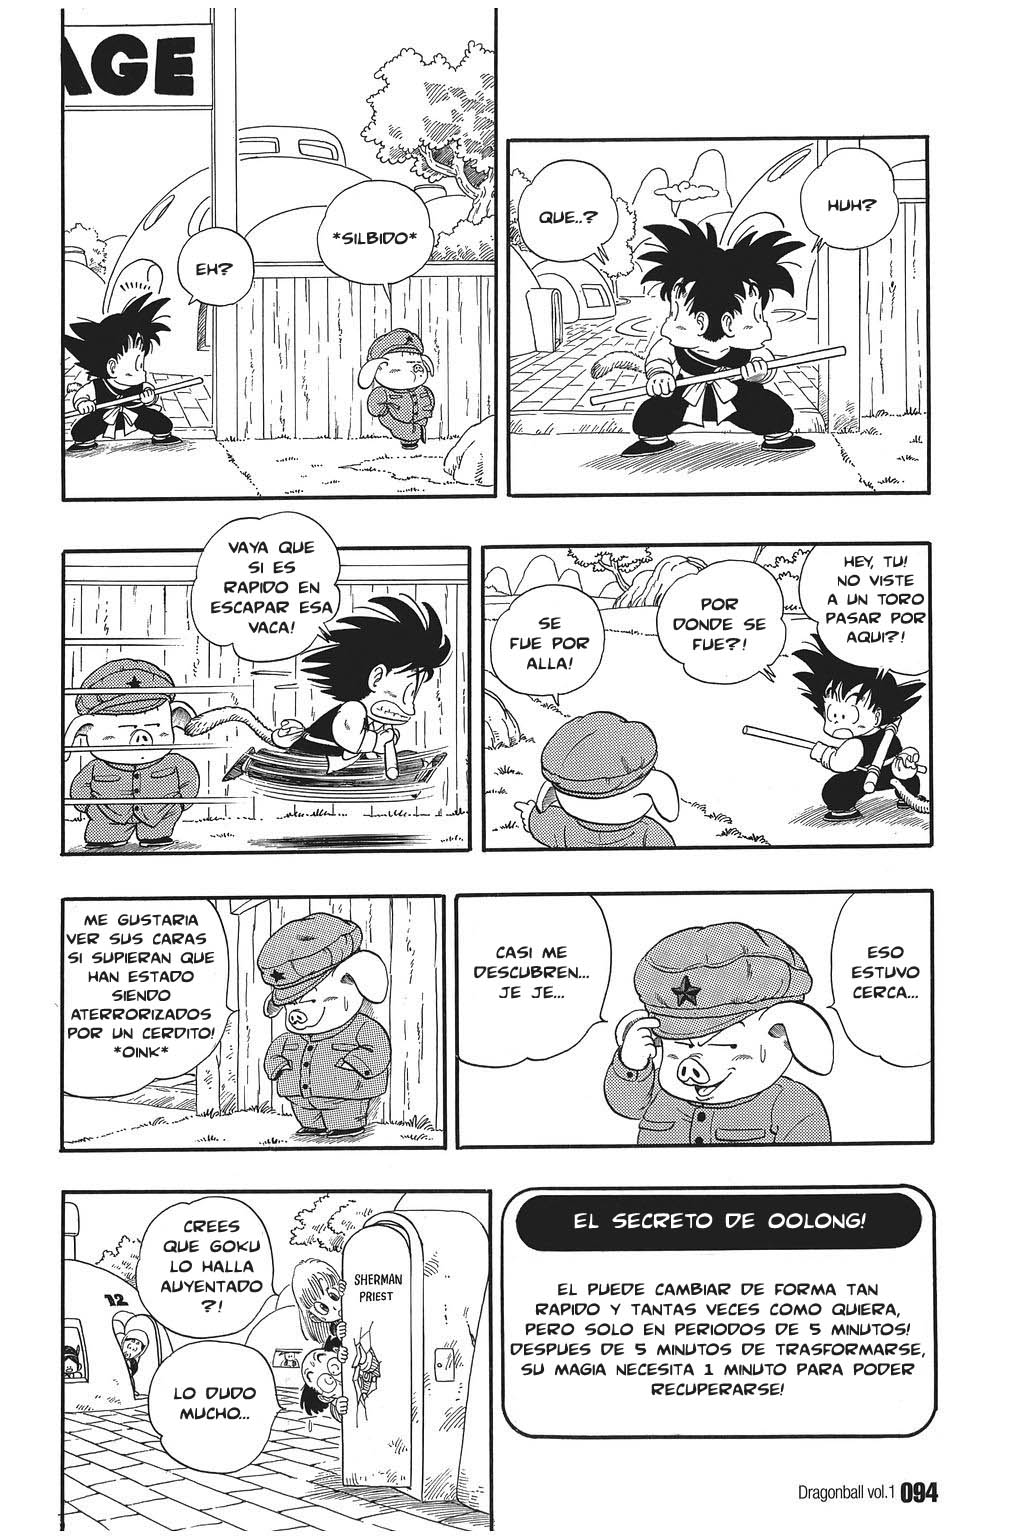 QUE..?
HUH?
AGE
*SILBIDO*
EH?
HEY, TU!
NO VISTE
A UN TORO
PASAR POR
AQUI?!
POR
DONDE SE
FUE?!
SE
FUE POR
ALLA!
VAYA QUE
SI ES
RAPIDO EN
ESCAPAR ESA
VACA!
ESO
ESTUVO
CERCA...
CASI ME
DESCUBREN...
JE JE...
ME GUSTARIA
VER SUS CARAS
SI SUPIERAN QUE
HAN ESTADO
SIENDO
ATERRORIZADOS
POR UN CERDITO!
*OINK*
EL SECRETO DE OOLONG!
EL PUEDE CAMBIAR DE FORMA TAN
RAPIDO Y TANTAS VECES COMO QUIERA,
PERO SOLO EN PERIODOS DE 5 MINUTOS!
DESPUES DE 5 MINUTOS DE TRASFORMARSE,
SU MAGIA NECESITA 1 MINUTO PARA PODER
RECUPERARSE!
CREES
QUE GOKU
LO HALLA
AUYENTADO
?!
SHERMAN
PRIEST
12
LO DUDO
MUCHO...
Dragonball vol.1 094